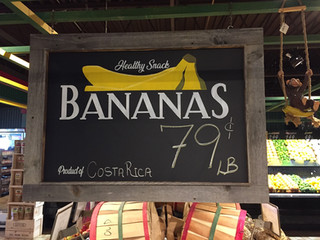 Healthy Snack
BANANAS
79¢ LB
Product of COSTA RICA